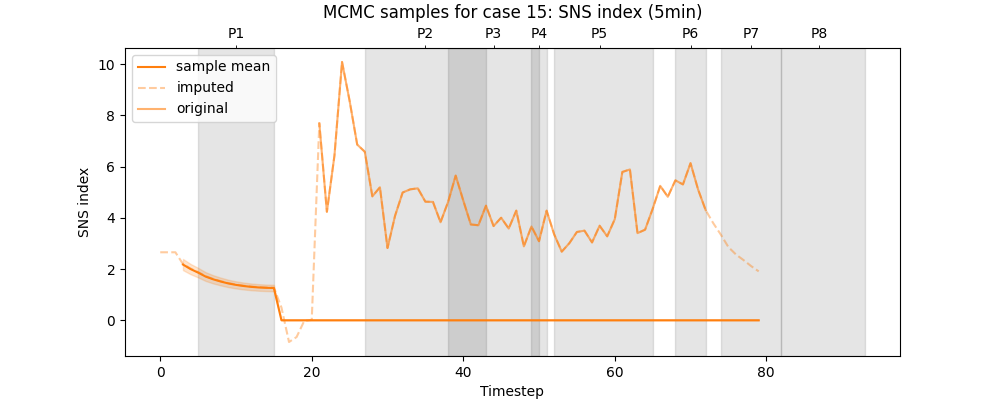 MCMC samples for case 15: SNS index (5min)
P1 P2 P3 P4 P5 P6 P7 P8
sample mean
imputed
original
10
8
6
4
2
0
SNS index
0 20 40 60 80
Timestep